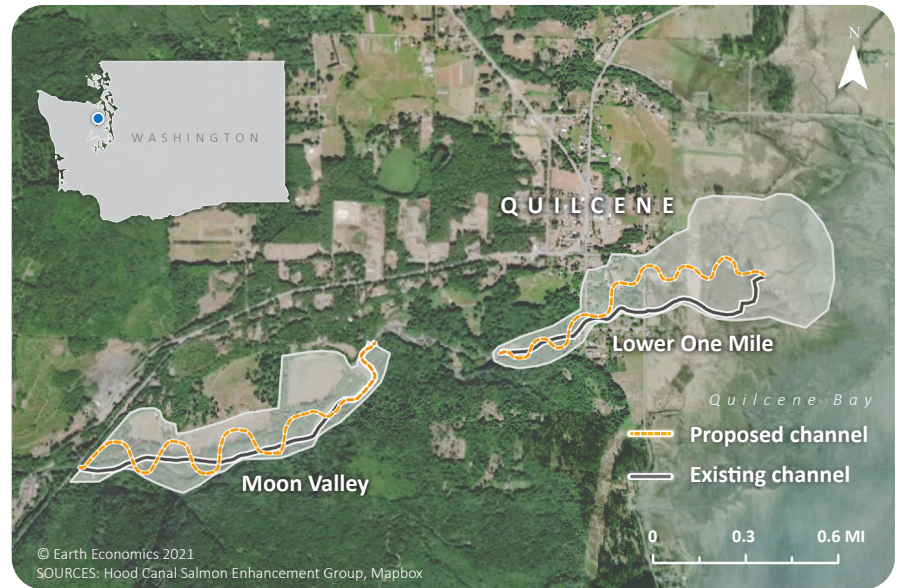 N
WASHINGTON
QUILCENE
Lower One Mile
Quilcene Bay
Proposed channel
Moon Valley
Existing channel
0 0.3 0.6 MI
© Earth Economics 2021
SOURCES: Hood Canal Salmon Enhancement Group, Mapbox